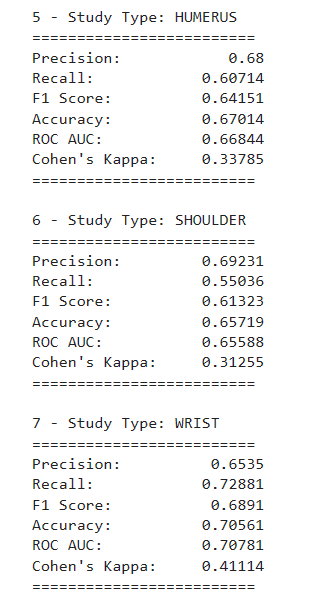 5 - Study Type: HUMERUS
=========================
Precision: 0.68
Recall: 0.60714
F1 Score: 0.64151
Accuracy: 0.67014
ROC AUC: 0.66844
Cohen's Kappa: 0.33785
=========================
6 - Study Type: SHOULDER
=========================
Precision: 0.69231
Recall: 0.55036
F1 Score: 0.61323
Accuracy: 0.65719
ROC AUC: 0.65588
Cohen's Kappa: 0.31255
=========================
7 - Study Type: WRIST
=========================
Precision: 0.6535
Recall: 0.72881
F1 Score: 0.6891
Accuracy: 0.70561
ROC AUC: 0.70781
Cohen's Kappa: 0.41114
=========================